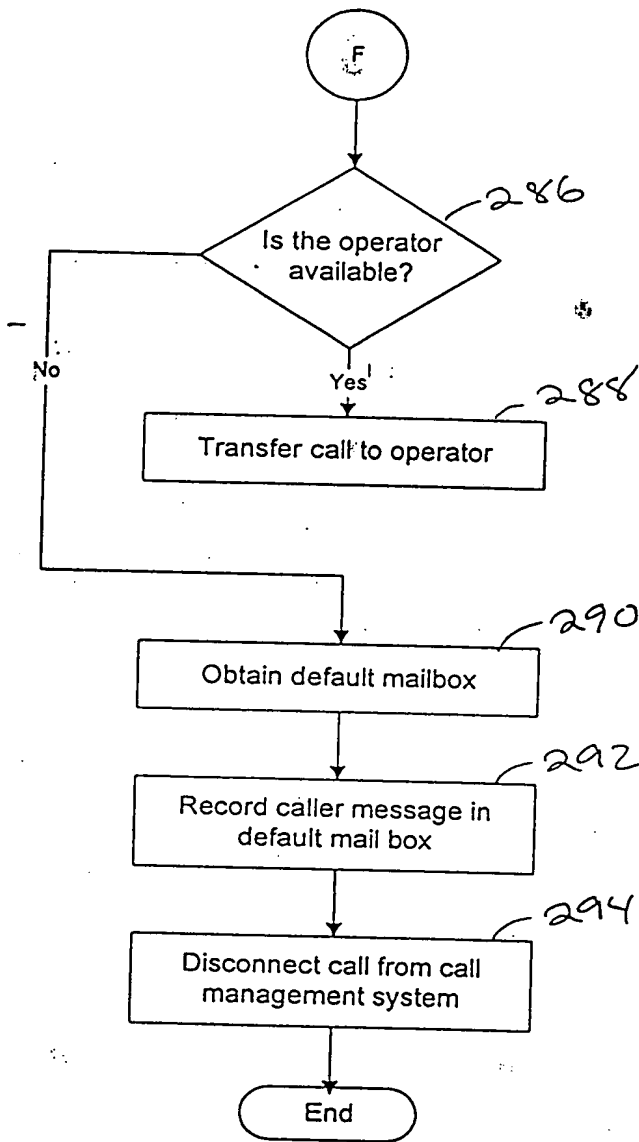 F
286
Is the operator
available?
No
Yes
288
Transfer call to operator
290
Obtain default mailbox
292
Record caller message in
default mail box
294
Disconnect call from call
management system
End